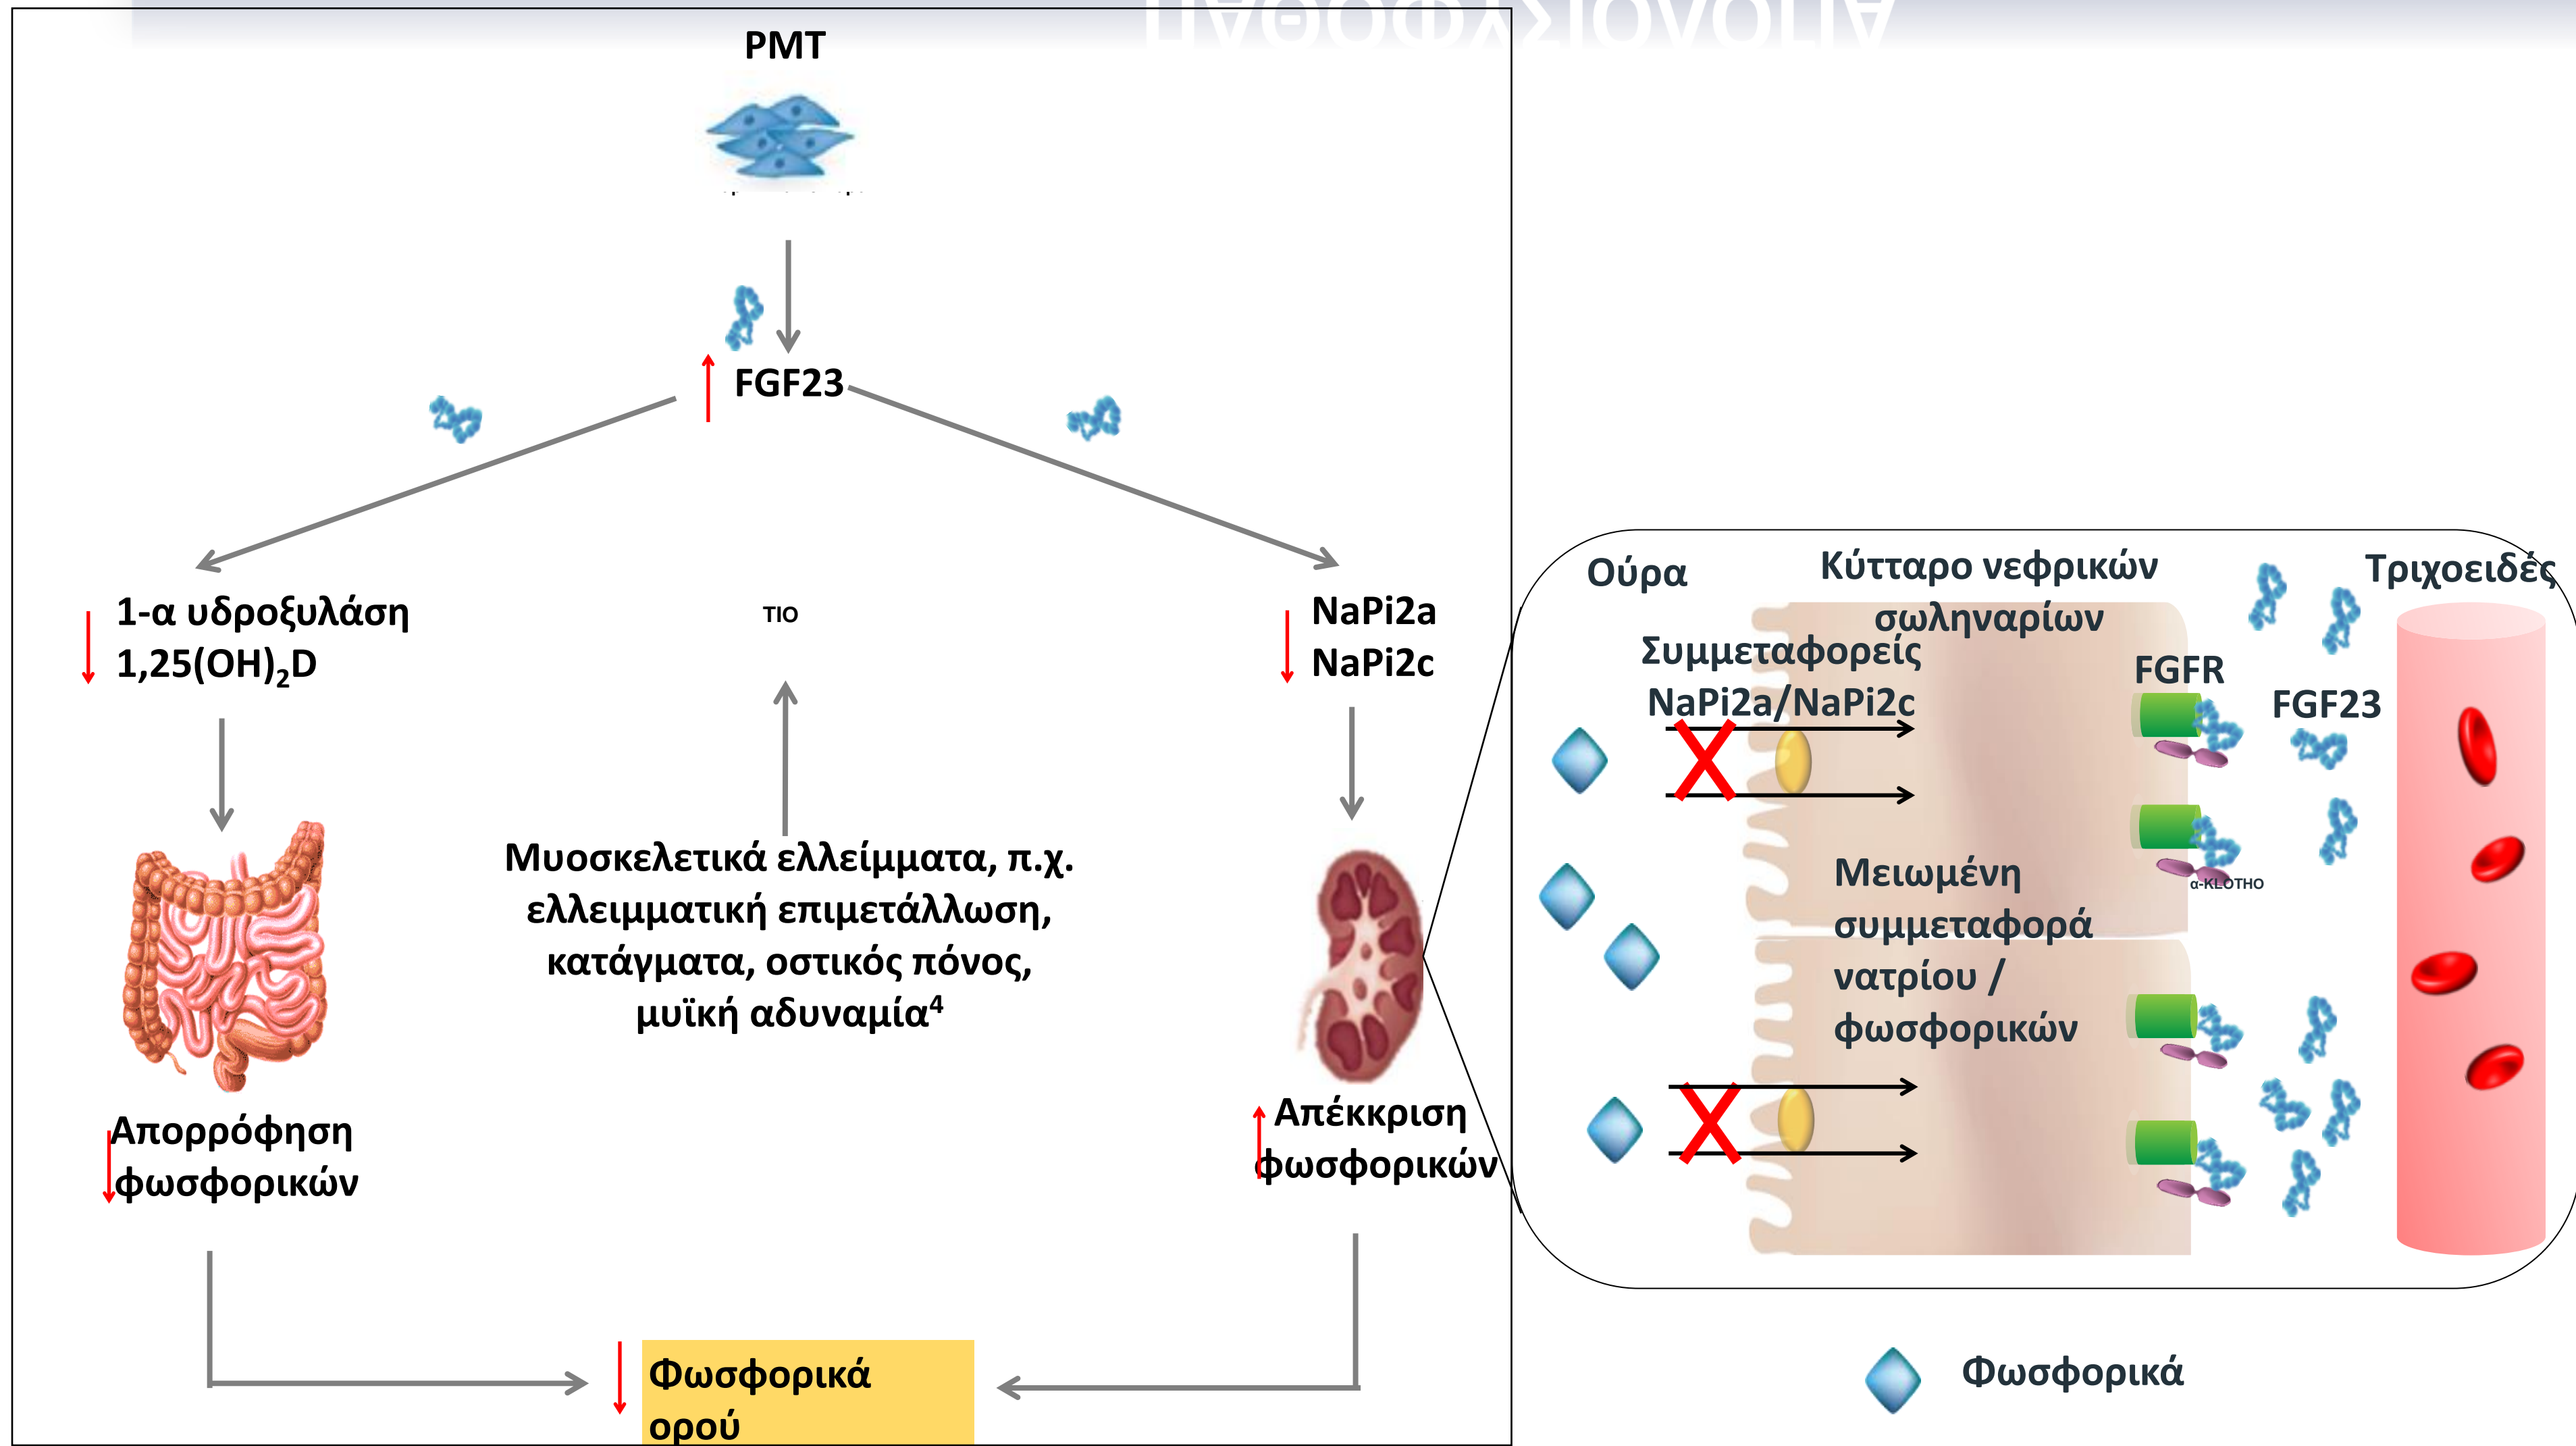 ΠΑΘΟΦΥΣΙΟΛΟΓΙΑ
PMT
FGF23
1-α υδροξυλάση
1,25(OH)₂D
TIO
NaPi2a
NaPi2c
Μυοσκελετικά ελλείμματα, π.χ.
ελλειμματική επιμετάλλωση,
κατάγματα, οστικός πόνος,
μυϊκή αδυναμία⁴
Απορρόφηση
φωσφορικών
Απέκκριση
φωσφορικών
Φωσφορικά
ορού
Ούρα
Κύτταρο νεφρικών
σωληναρίων
Τριχοειδές
Συμμεταφορείς
NaPi2a/NaPi2c
FGFR
FGF23
α-KLOTHO
Μειωμένη
συμμεταφορά
νατρίου /
φωσφορικών
Φωσφορικά